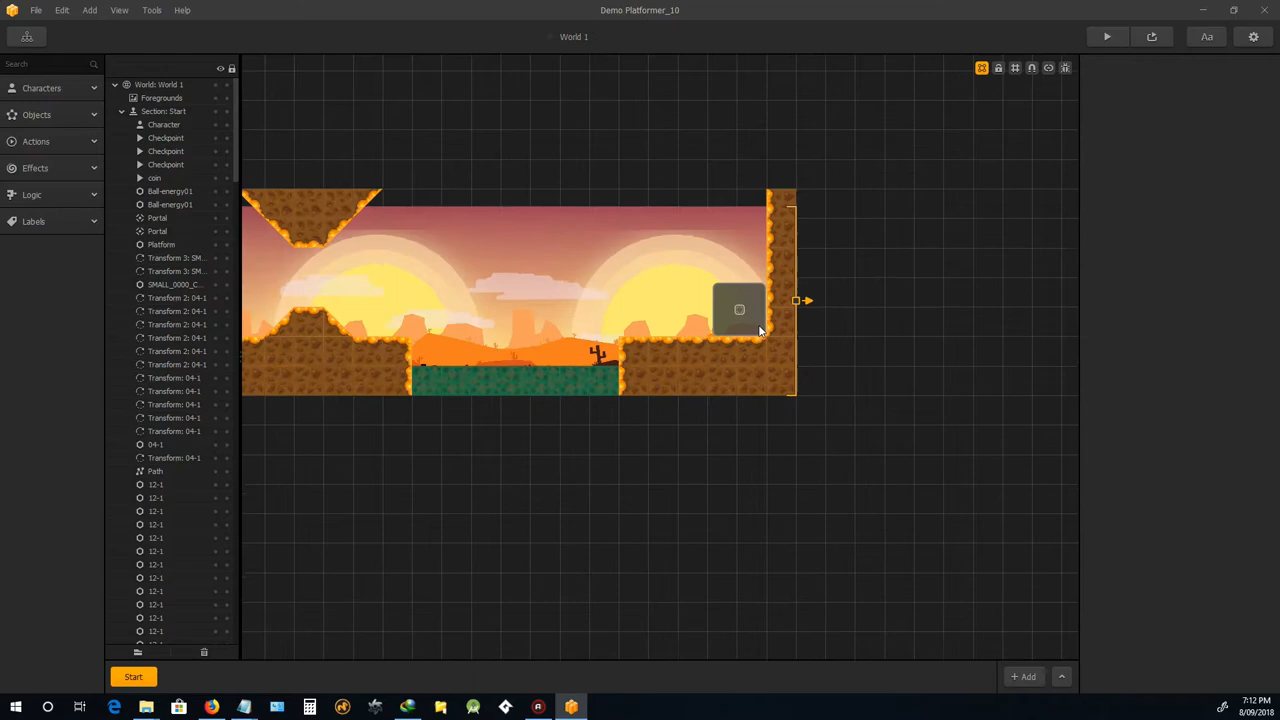 File Edit Add View Tools Help
Demo Platformer_10
World 1
Aa
Search
Characters
Objects
Actions
Effects
Logic
Labels
World: World 1
Foregrounds
Section: Start
Character
Checkpoint
Checkpoint
Checkpoint
coin
Ball-energy01
Ball-energy01
Portal
Portal
Platform
Transform 3: SM...
Transform 3: SM...
SMALL_0000_C...
Transform 2: 04-1
Transform 2: 04-1
Transform 2: 04-1
Transform 2: 04-1
Transform 2: 04-1
Transform 2: 04-1
Transform: 04-1
Transform: 04-1
Transform: 04-1
Transform: 04-1
Transform: 04-1
04-1
Transform: 04-1
Path
12-1
12-1
12-1
12-1
12-1
12-1
12-1
12-1
12-1
12-1
12-1
12-1
Start
Add
7:12 PM
8/09/2018